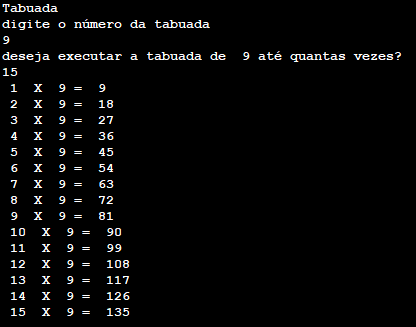 Tabuada
digite o número da tabuada
9
deseja executar a tabuada de  9 até quantas vezes?
15
 1  X  9 =  9
 2  X  9 =  18
 3  X  9 =  27
 4  X  9 =  36
 5  X  9 =  45
 6  X  9 =  54
 7  X  9 =  63
 8  X  9 =  72
 9  X  9 =  81
 10  X  9 =  90
 11  X  9 =  99
 12  X  9 =  108
 13  X  9 =  117
 14  X  9 =  126
 15  X  9 =  135